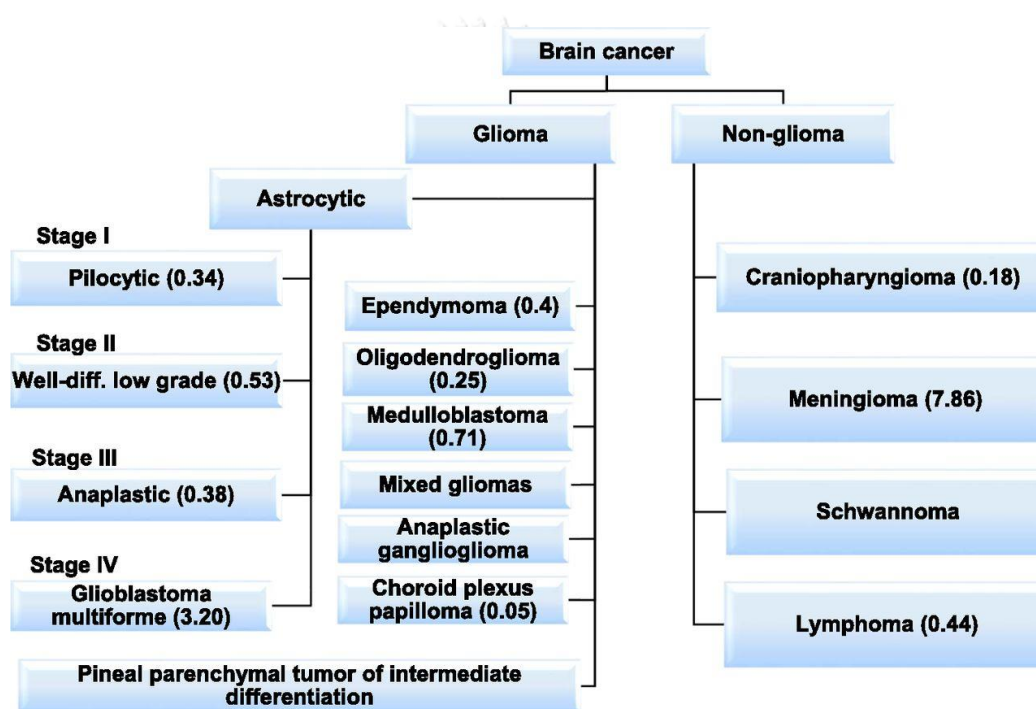 Brain cancer
Glioma
Non-glioma
Astrocytic
Stage I
Pilocytic (0.34)
Stage II
Well-diff. low grade (0.53)
Stage III
Anaplastic (0.38)
Stage IV
Glioblastoma
multiforme (3.20)
Ependymoma (0.4)
Oligodendroglioma
(0.25)
Medulloblastoma
(0.71)
Mixed gliomas
Anaplastic
ganglioglioma
Choroid plexus
papilloma (0.05)
Pineal parenchymal tumor of intermediate
differentiation
Craniopharyngioma (0.18)
Meningioma (7.86)
Schwannoma
Lymphoma (0.44)